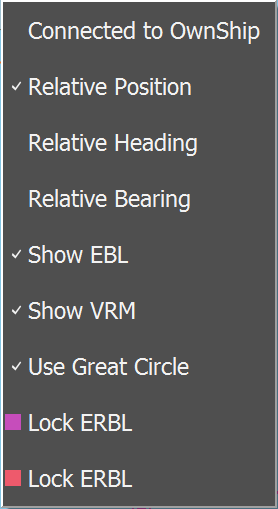 Connected to OwnShip
Relative Position
Relative Heading
Relative Bearing
Show EBL
Show VRM
Use Great Circle
Lock ERBL
Lock ERBL